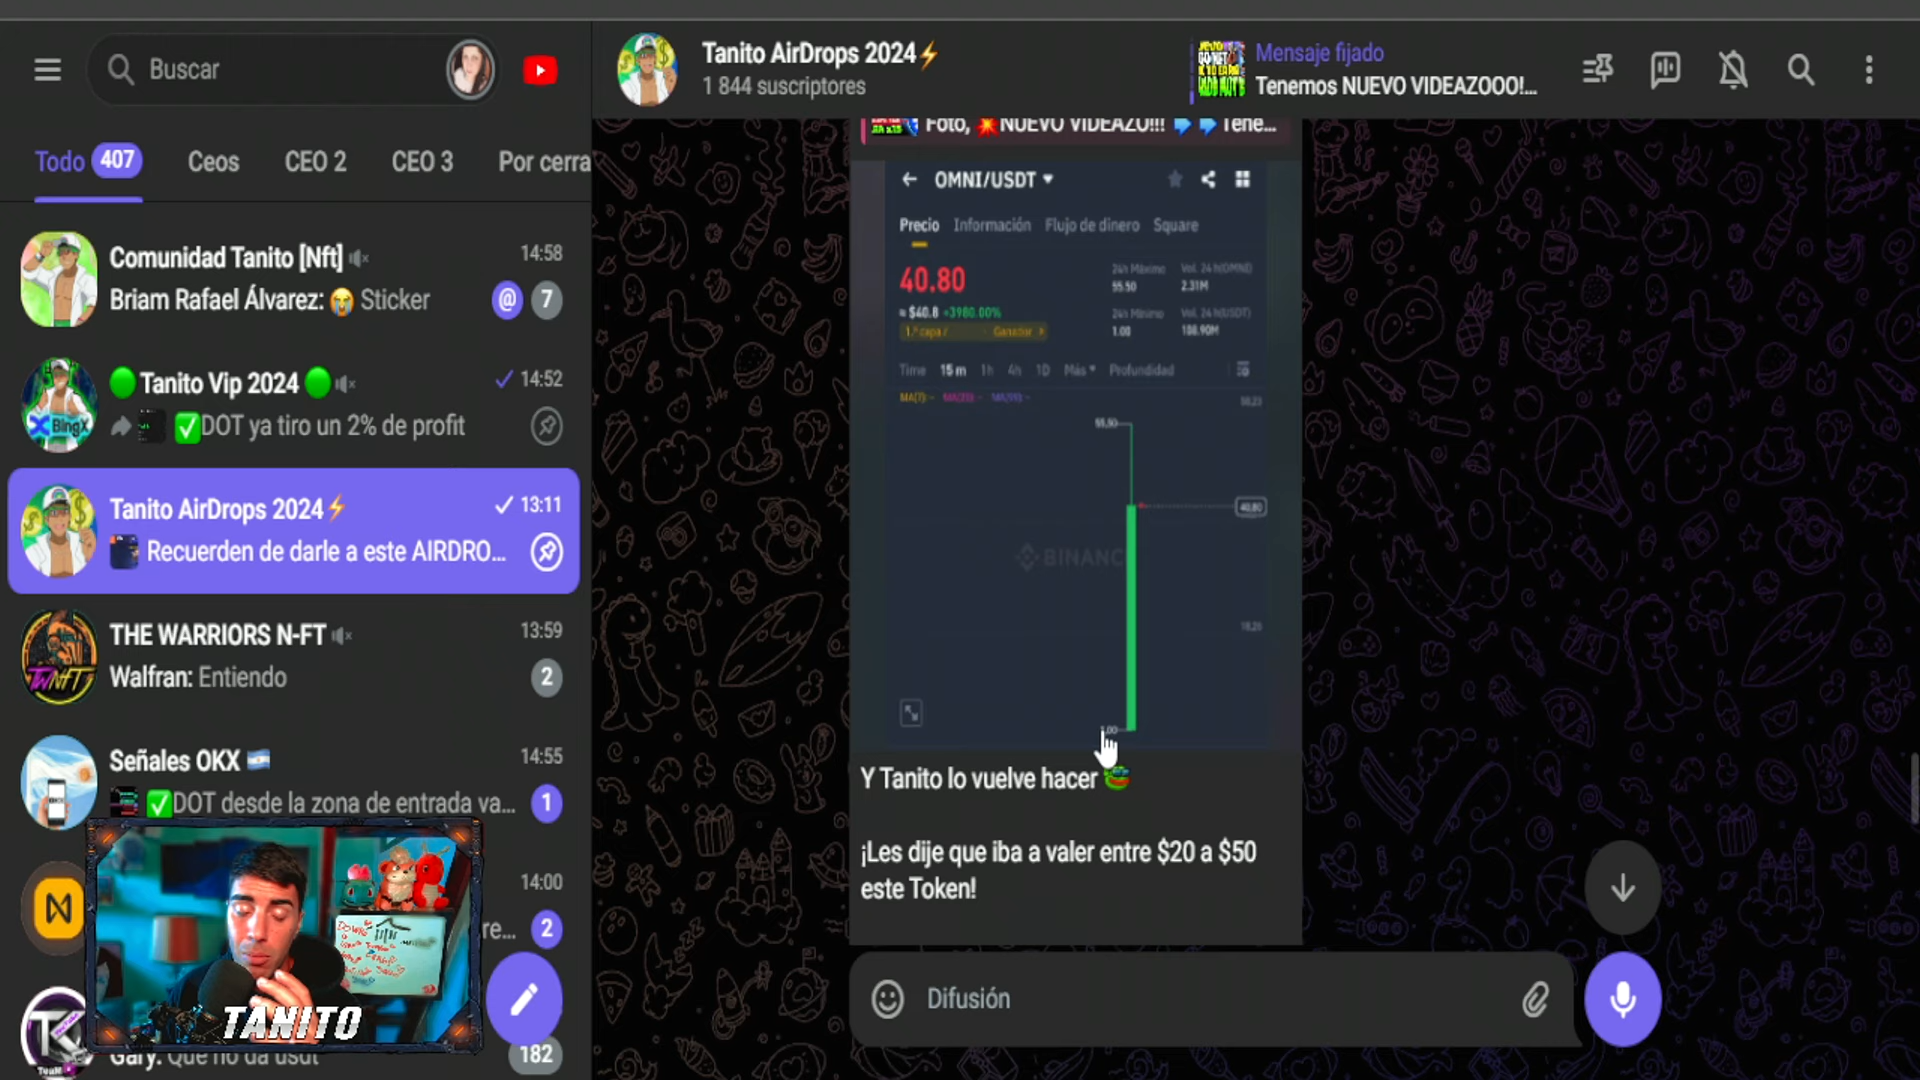 Buscar
Todo 407
Ceos
CEO 2
CEO 3
Por cerra
Comunidad Tanito [Nft]
14:58
Briam Rafael Álvarez: 😭 Sticker
@ 7
🟢 Tanito Vip 2024 🟢
14:52
BingX
✅DOT ya tiro un 2% de profit
Tanito AirDrops 2024⚡
13:11
Recuerden de darle a este AIRDRO...
THE WARRIORS N-FT
13:59
Walfran: Entiendo
2
Señales OKX 🇦🇷
14:55
✅DOT desde la zona de entrada va...
1
14:00
re...
2
TANITO
Gary: Que no da usdt
182
Tanito AirDrops 2024⚡
1 844 suscriptores
Mensaje fijado
Tenemos NUEVO VIDEAZOOO!...
Foto, 💥NUEVO VIDEAZO!!! Tene...
OMNI/USDT
Precio
Información
Flujo de dinero
Square
40.80
≈ $40.8 +3980.00%
1.ª capa /
Ganador
24h Máximo
55.50
Vol. 24 h(OMNI)
2.31M
24h Mínimo
1.00
Vol. 24 h(USDT)
108.90M
Time
15 m
1h
4h
1D
Más
Profundidad
55.50
40.80
BINANC
Y Tanito lo vuelve hacer
¡Les dije que iba a valer entre $20 a $50
este Token!
Difusión